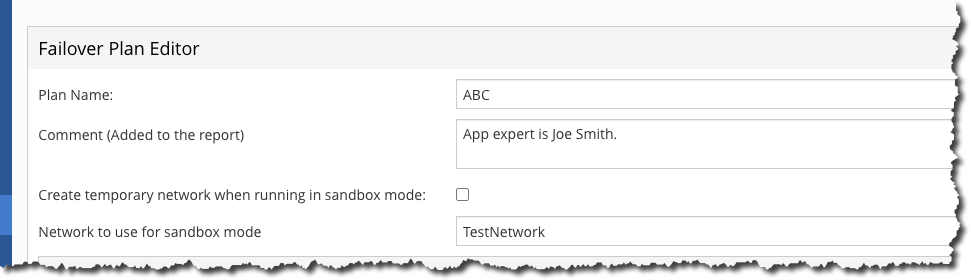 Failover Plan Editor
Plan Name:
ABC
Comment (Added to the report)
App expert is Joe Smith.
Create temporary network when running in sandbox mode:
Network to use for sandbox mode
TestNetwork